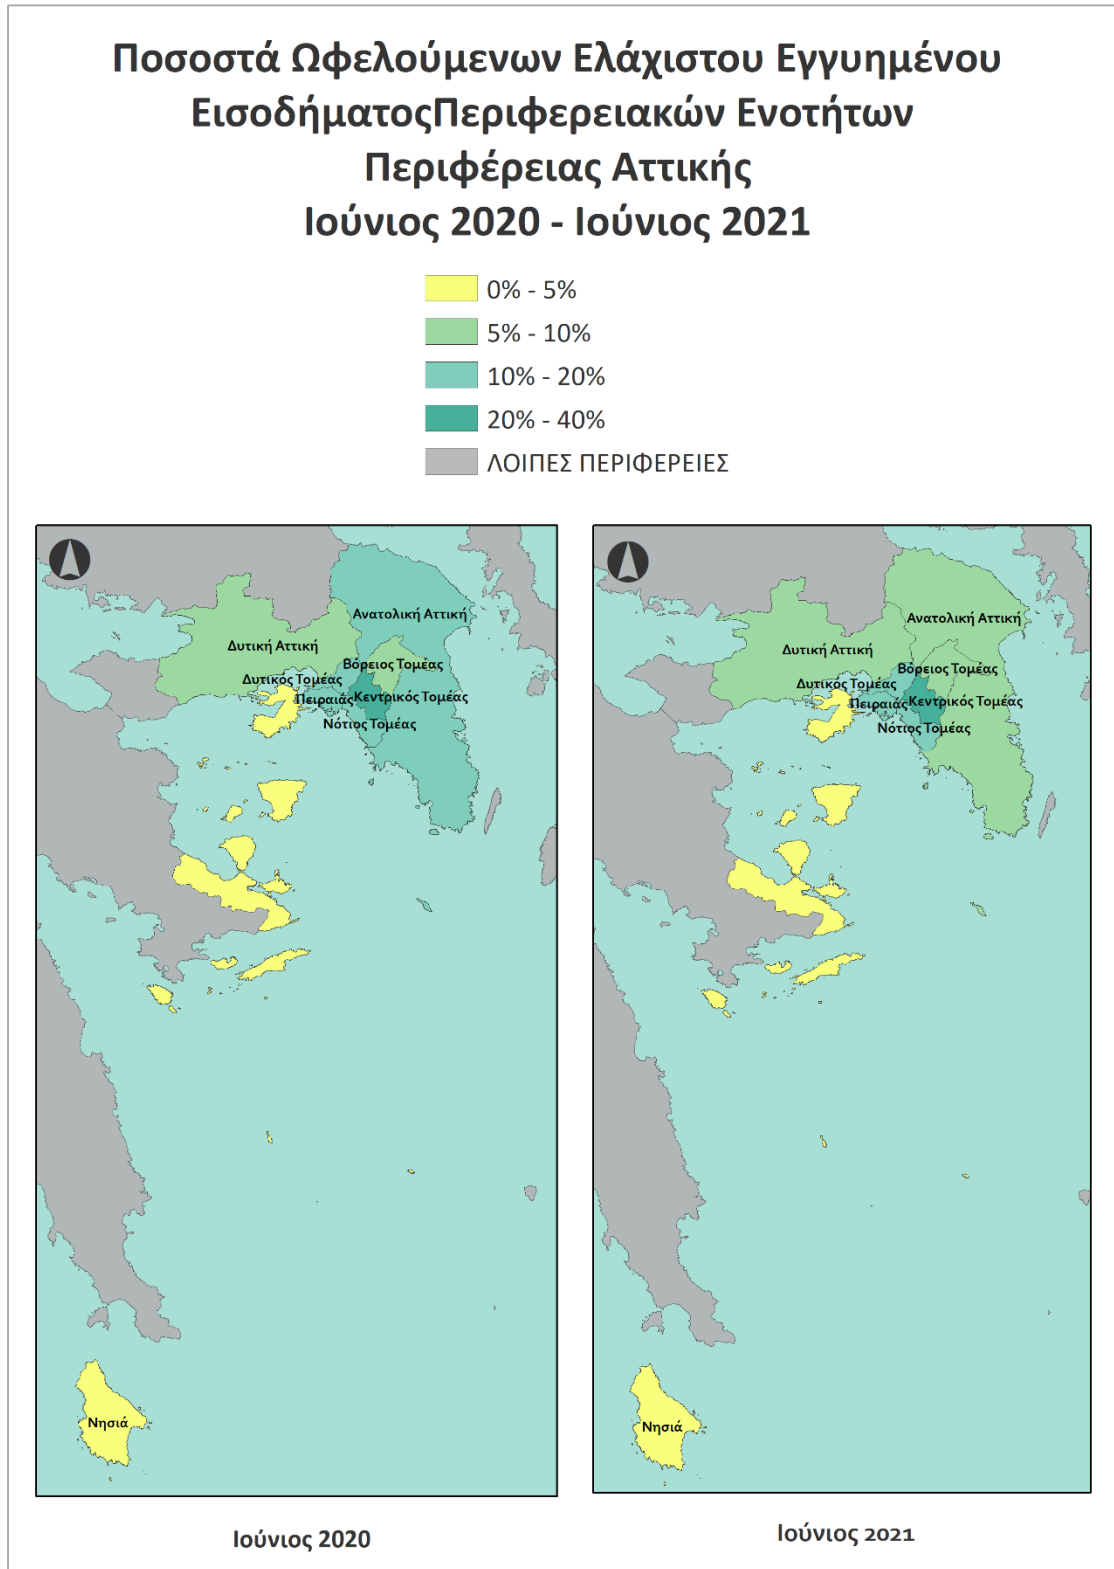 Ποσοστά Ωφελούμενων Ελάχιστου Εγγυημένου
ΕισοδήματοςΠεριφερειακών Ενοτήτων
Περιφέρειας Αττικής
Ιούνιος 2020 - Ιούνιος 2021
0% - 5%
5% - 10%
10% - 20%
20% - 40%
ΛΟΙΠΕΣ ΠΕΡΙΦΕΡΕΙΕΣ
Ανατολική Αττική
Δυτική Αττική
Βόρειος Τομέας
Δυτικός Τομέας
Πειραιάς
Κεντρικός Τομέας
Νότιος Τομέας
Νησιά
Ιούνιος 2020
Ανατολική Αττική
Δυτική Αττική
Βόρειος Τομέας
Δυτικός Τομέας
Πειραιάς
Κεντρικός Τομέας
Νότιος Τομέας
Νησιά
Ιούνιος 2021